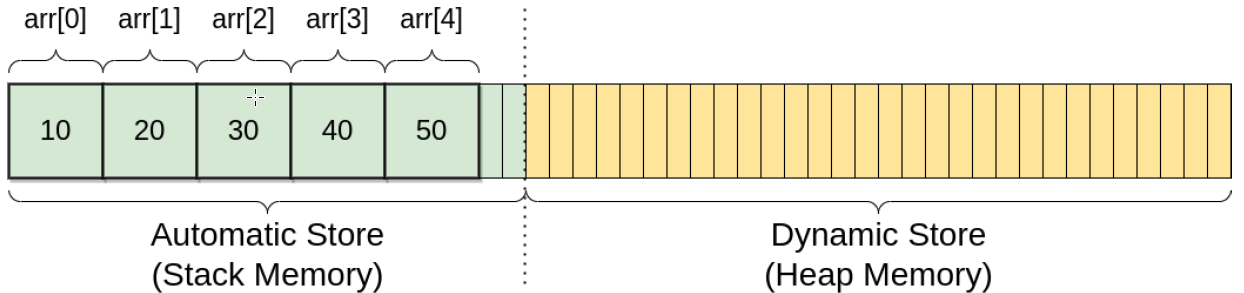 arr[0] arr[1] arr[2] arr[3] arr[4]
10 20 30 40 50
Automatic Store
(Stack Memory)
Dynamic Store
(Heap Memory)